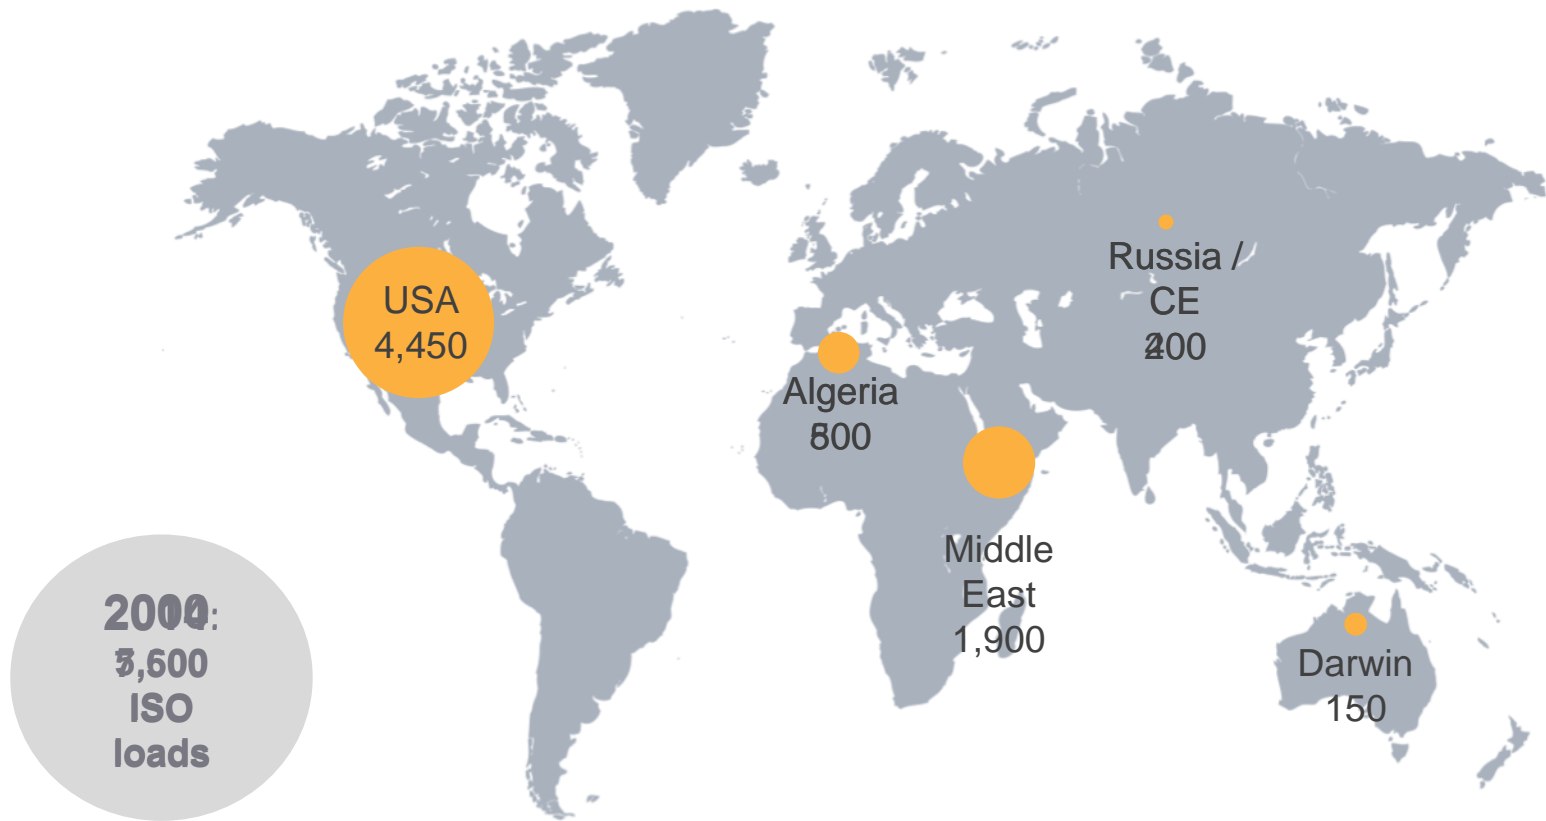 USA
4,450
Russia /
CE
Algeria
Middle
East
1,900
Darwin
150
ISO
loads